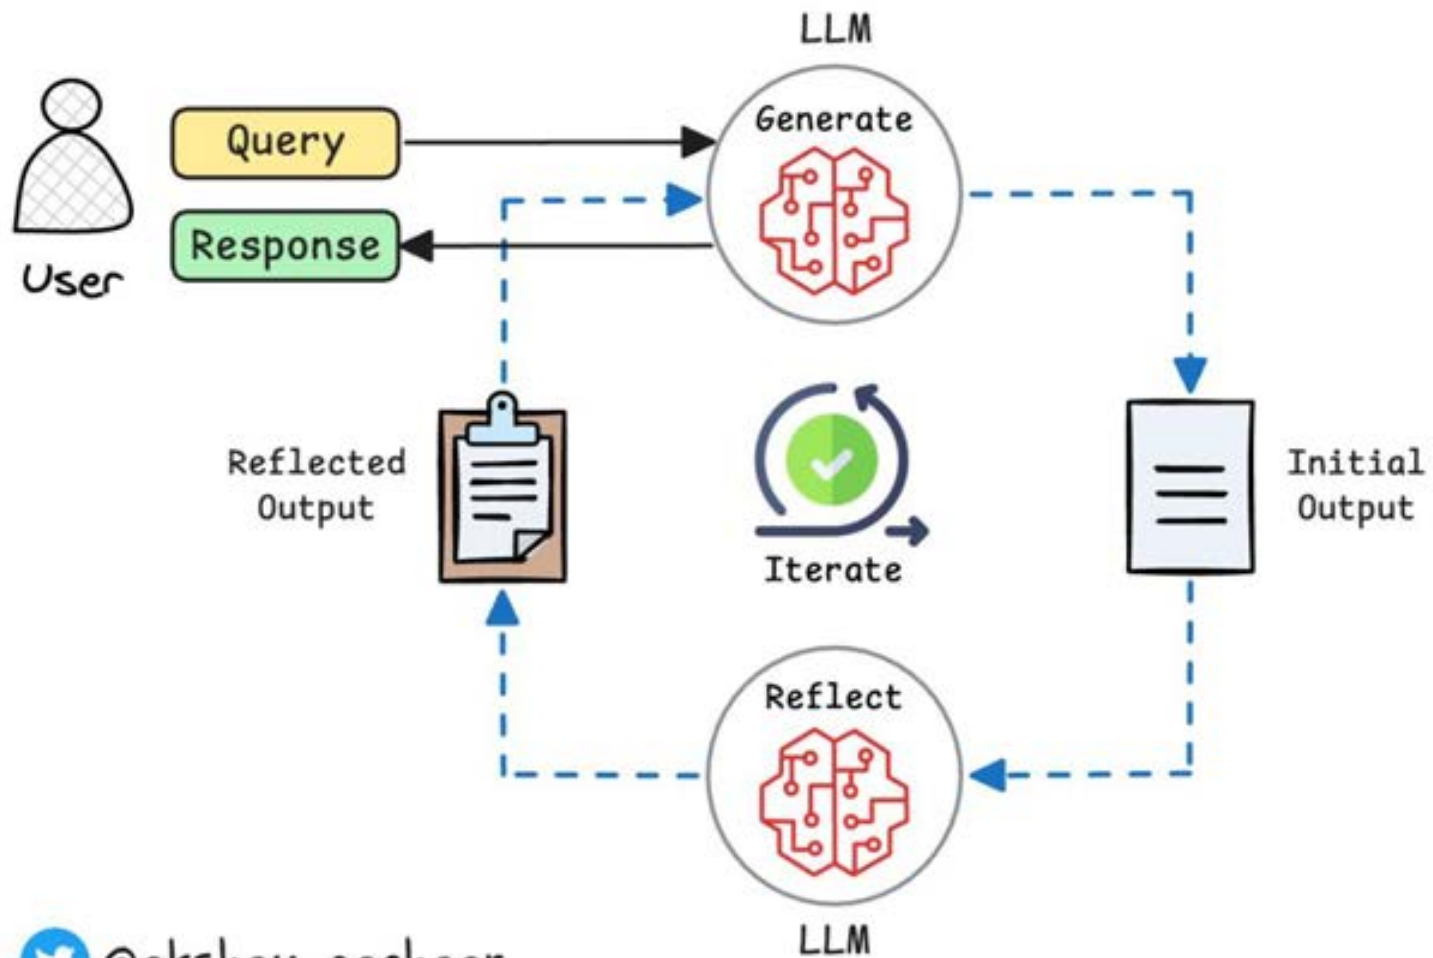 LLM
Generate
Query
Response
User
Reflected
Output
Iterate
Initial
Output
Reflect
LLM